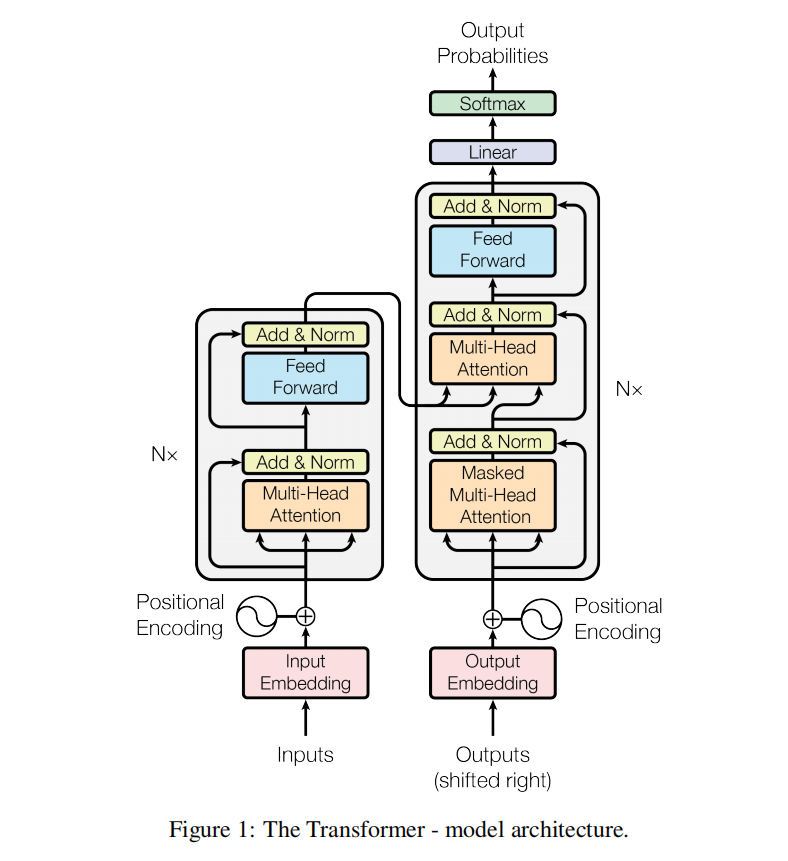 Output
Probabilities
Softmax
Linear
Add & Norm
Feed
Forward
Add & Norm
Multi-Head
Attention
Add & Norm
Masked
Multi-Head
Attention
N×
Add & Norm
Feed
Forward
Add & Norm
Multi-Head
Attention
N×
Positional
Encoding
Positional
Encoding
Input
Embedding
Output
Embedding
Inputs
Outputs
(shifted right)
Figure 1: The Transformer - model architecture.